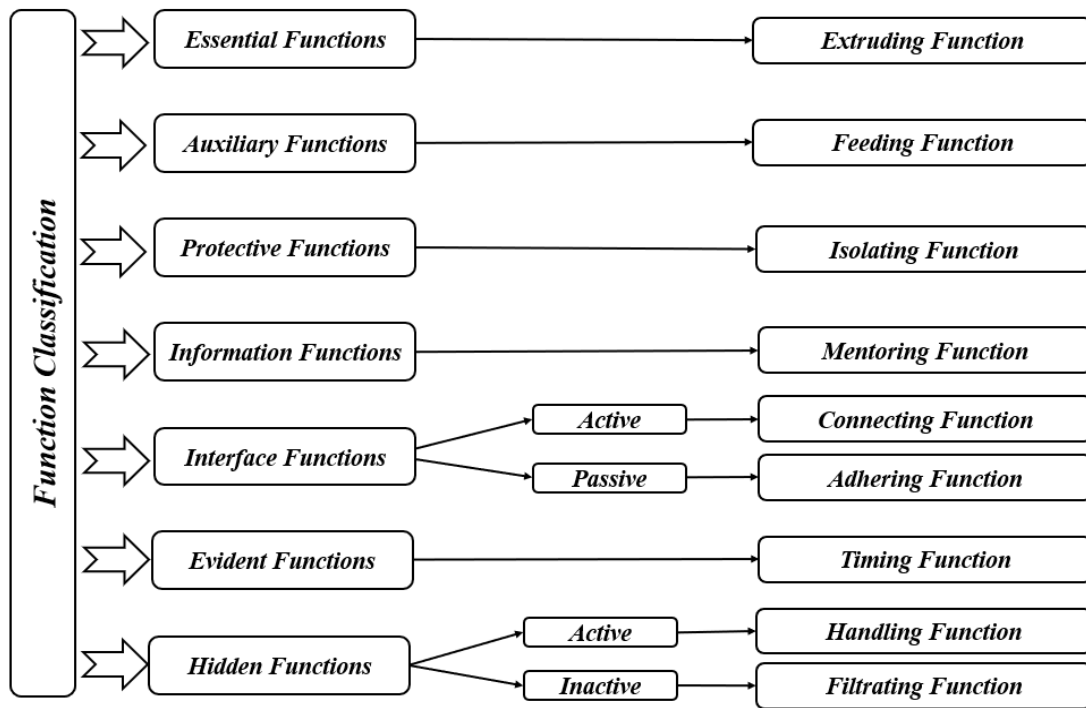 Function Classification
Essential Functions
Extruding Function
Auxiliary Functions
Feeding Function
Protective Functions
Isolating Function
Information Functions
Mentoring Function
Interface Functions
Active
Connecting Function
Passive
Adhering Function
Evident Functions
Timing Function
Hidden Functions
Active
Handling Function
Inactive
Filtrating Function